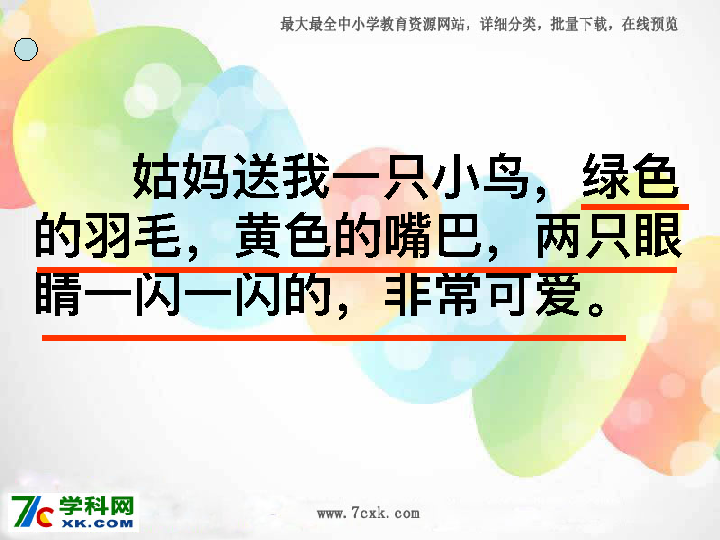 最大最全中小学教育资源网站，详细分类，批量下载，在线预览
姑妈送我一只小鸟，绿色
的羽毛，黄色的嘴巴，两只眼
睛一闪一闪的，非常可爱。
7c学科网
XK.COM
www.7cxk.com